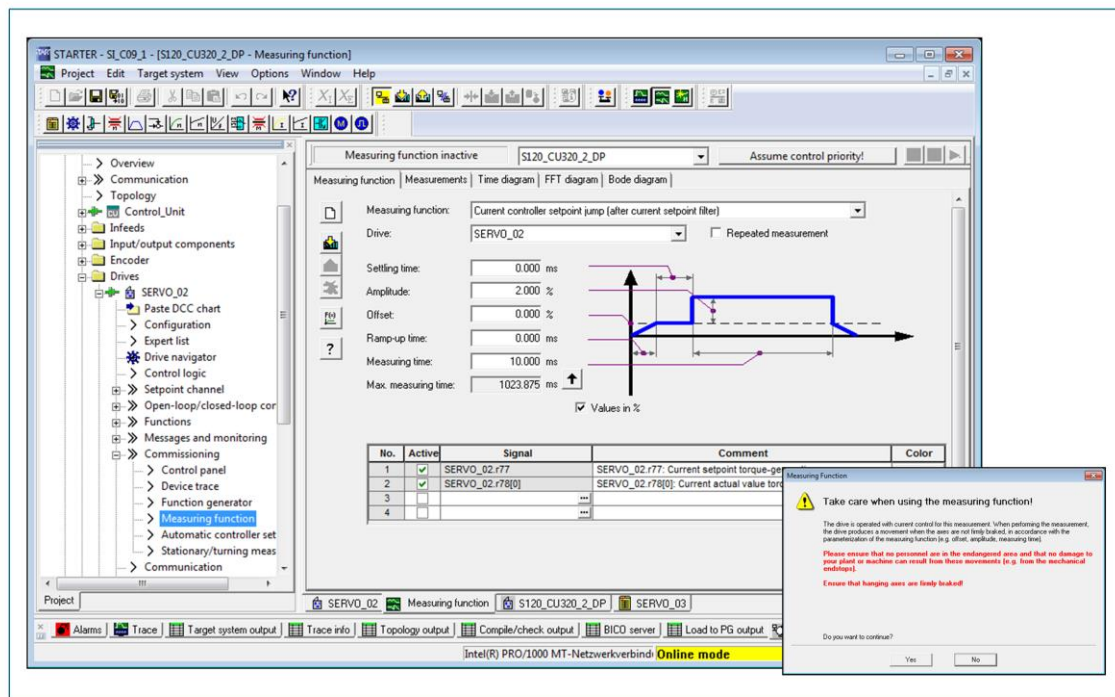 STARTER - SI_C09_1 - [S120_CU320_2_DP - Measuring function]
Project Edit Target system View Options Window Help
Overview
Communication
Topology
Control_Unit
Infeeds
Input/output components
Encoder
Drives
SERVO_02
Paste DCC chart
Configuration
Expert list
Drive navigator
Control logic
Setpoint channel
Open-loop/closed-loop cor
Functions
Messages and monitoring
Commissioning
Control panel
Device trace
Function generator
Measuring function
Automatic controller set
Stationary/turning meas
Communication
Project
Measuring function inactive S120_CU320_2_DP Assume control priority!
Measuring function Measurements Time diagram FFT diagram Bode diagram
Measuring function: Current controller setpoint jump (after current setpoint filter)
Drive: SERVO_02 Repeated measurement
Settling time: 0.000 ms
Amplitude: 2.000 %
Offset: 0.000 %
Ramp-up time: 0.000 ms
Measuring time: 10.000 ms
Max. measuring time: 1023.875 ms
Values in %
No. Active Signal Comment Color
1 SERVO_02.r77 SERVO_02.r77: Current setpoint torque-ge
2 SERVO_02.r78[0] SERVO_02.r78[0]: Current actual value torq
3 ...
4 ...
SERVO_02 Measuring function S120_CU320_2_DP SERVO_03
Alarms Trace Target system output Trace info Topology output Compile/check output BICO server Load to PG output
Intel(R) PRO/1000 MT-Netzwerkverbind Online mode
Measuring Function
Take care when using the measuring function!
The drive is operated with current control for this measurement. When performing the measurement,
the drive produces a movement when the axes are not firmly braked, in accordance with the
parameterization of the measuring function (e.g. offset, amplitude, measuring time).
Please ensure that no personnel are in the endangered area and that no damage to
your plant or machine can result from these movements (e.g. from the mechanical
endstops).
Ensure that hanging axes are firmly braked!
Do you want to continue?
Yes No